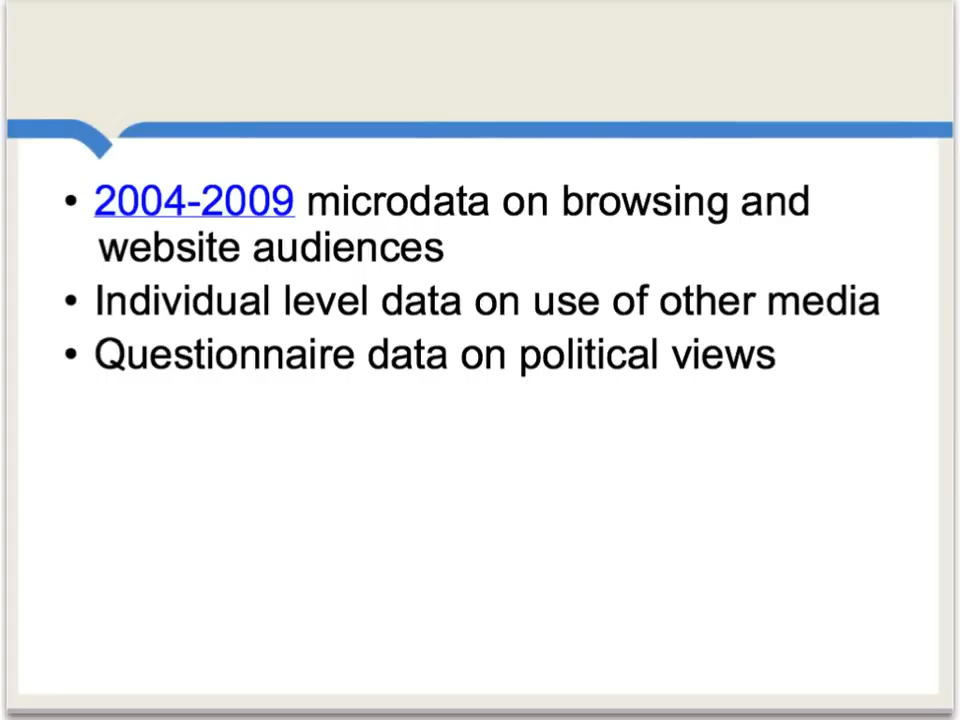 • 2004-2009 microdata on browsing and
website audiences
• Individual level data on use of other media
• Questionnaire data on political views